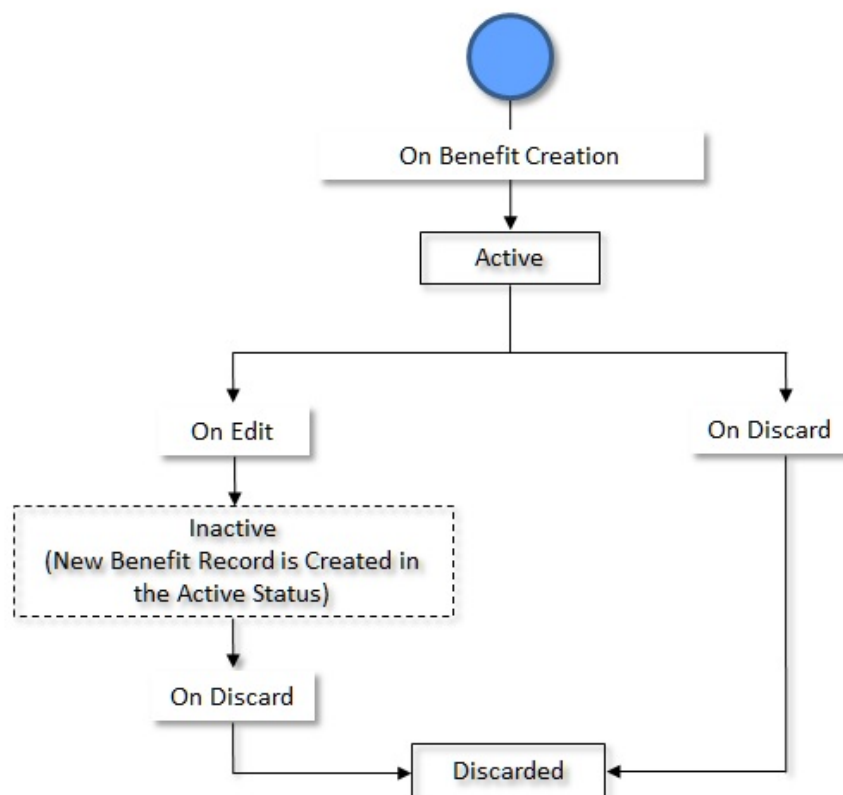 On Benefit Creation
Active
On Edit
On Discard
Inactive
(New Benefit Record is Created in
the Active Status)
On Discard
Discarded